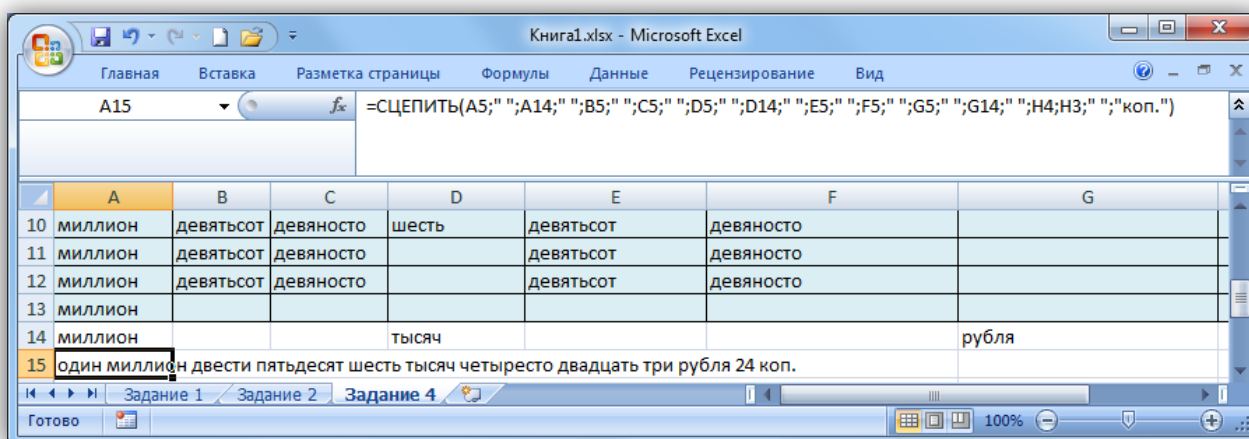 Книга1.xlsx - Microsoft Excel
Главная Вставка Разметка страницы Формулы Данные Рецензирование Вид
A15 fx =СЦЕПИТЬ(A5;" ";A14;" ";B5;" ";C5;" ";D5;" ";D14;" ";E5;" ";F5;" ";G5;" ";G14;" ";H4;H3;" ";"коп.")
A B C D E F G
10 миллион девятьсот девяносто шесть девятьсот девяносто
11 миллион девятьсот девяносто девятьсот девяносто
12 миллион девятьсот девяносто девятьсот девяносто
13 миллион
14 миллион тысяч рубля
15 один миллион двести пятьдесят шесть тысяч четыресто двадцать три рубля 24 коп.
Задание 1 Задание 2 Задание 4
Готово 100%